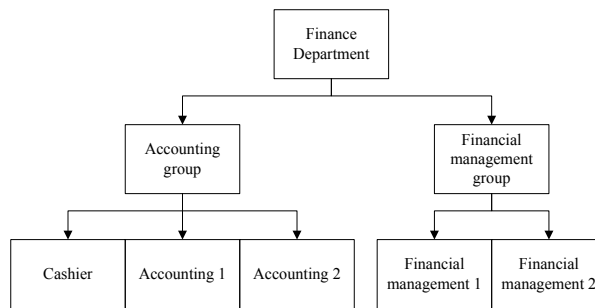 Finance
Department
Accounting
group
Financial
management
group
Cashier
Accounting 1
Accounting 2
Financial
management 1
Financial
management 2